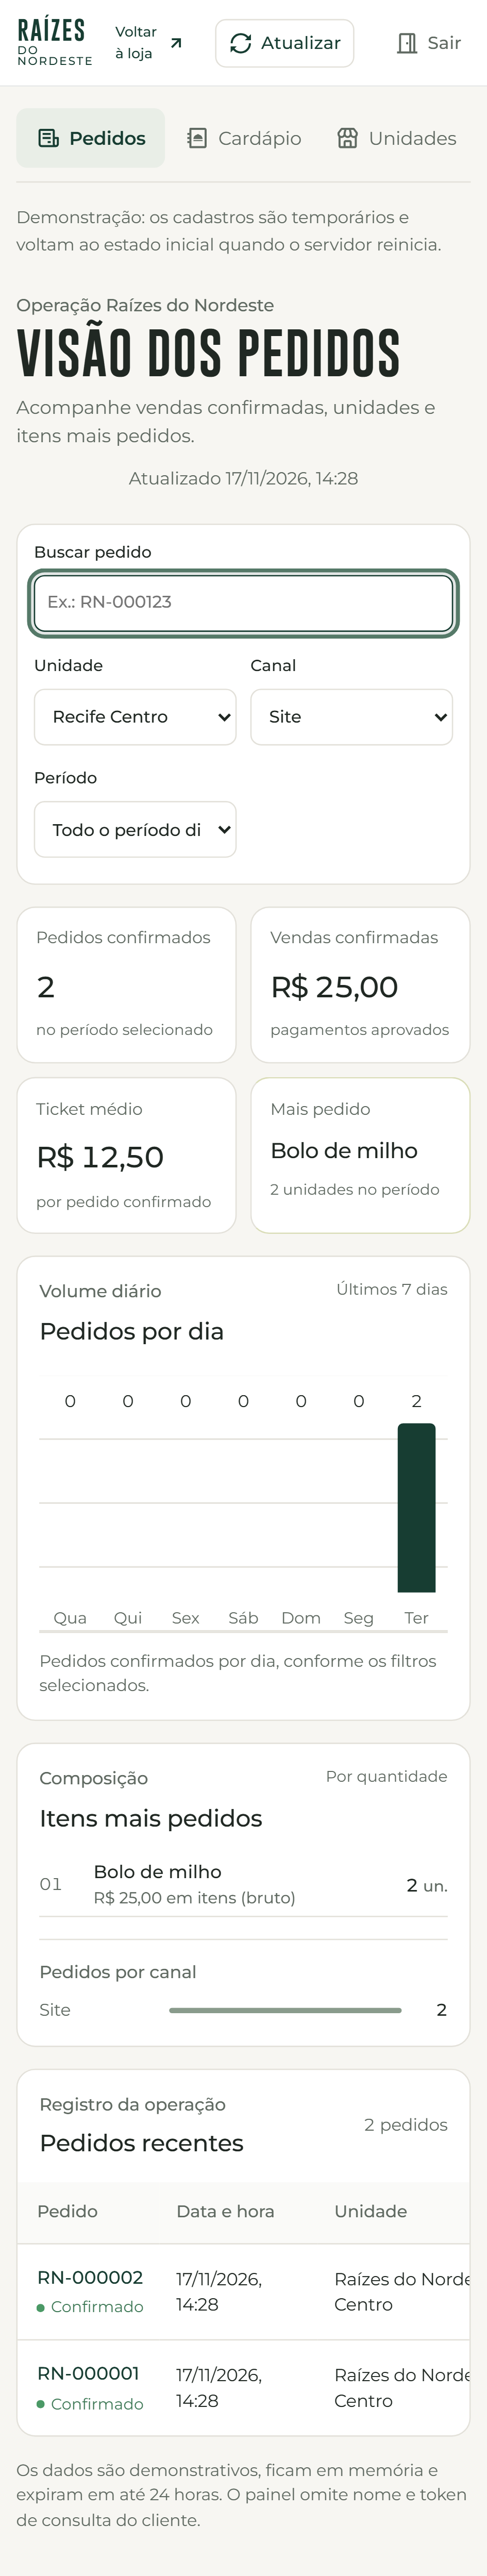 RAÍZES
DO
NORDESTE
Voltar
à loja
Atualizar
Sair
Pedidos
Cardápio
Unidades
Demonstração: os cadastros são temporários e
voltam ao estado inicial quando o servidor reinicia.
Operação Raízes do Nordeste
VISÃO DOS PEDIDOS
Acompanhe vendas confirmadas, unidades e
itens mais pedidos.
Atualizado 17/11/2026, 14:28
Buscar pedido
Ex.: RN-000123
Unidade
Canal
Recife Centro
Site
Período
Todo o período di
Pedidos confirmados
2
no período selecionado
Vendas confirmadas
R$ 25,00
pagamentos aprovados
Ticket médio
R$ 12,50
por pedido confirmado
Mais pedido
Bolo de milho
2 unidades no período
Volume diário
Últimos 7 dias
Pedidos por dia
0 0 0 0 0 0 2
Qua Qui Sex Sáb Dom Seg Ter
Pedidos confirmados por dia, conforme os filtros
selecionados.
Composição
Por quantidade
Itens mais pedidos
01
Bolo de milho
R$ 25,00 em itens (bruto)
2 un.
Pedidos por canal
Site
2
Registro da operação
Pedidos recentes
2 pedidos
Pedido
Data e hora
Unidade
RN-000002
Confirmado
17/11/2026,
14:28
Raízes do Norde
Centro
RN-000001
Confirmado
17/11/2026,
14:28
Raízes do Norde
Centro
Os dados são demonstrativos, ficam em memória e
expiram em até 24 horas. O painel omite nome e token
de consulta do cliente.